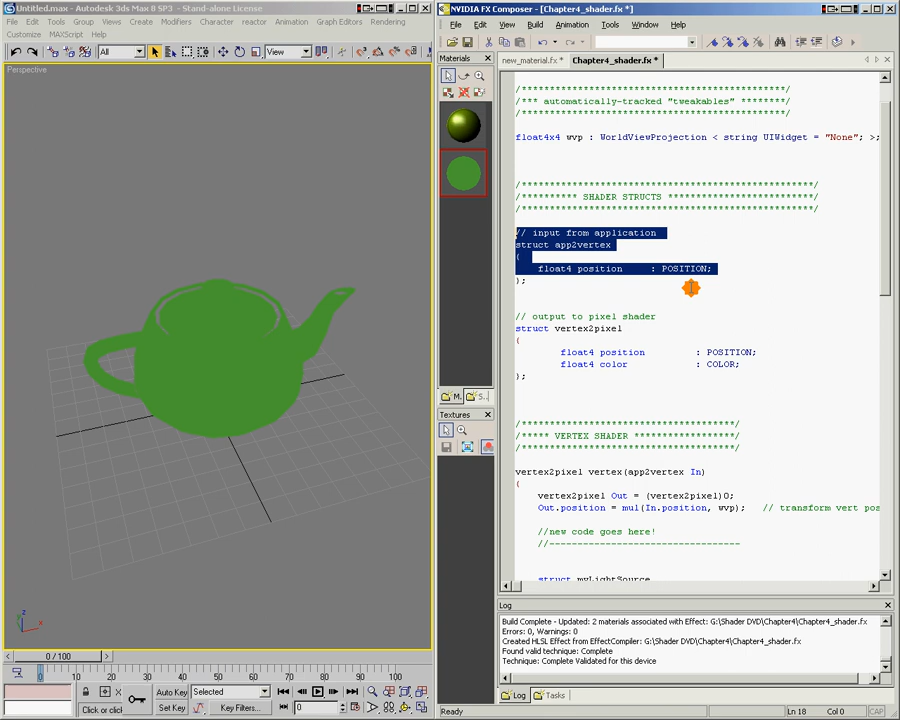 Untitled.max - Autodesk 3ds Max 8 SP3 - Stand-alone License
File Edit Tools Group Views Create Modifiers Character reactor Animation Graph Editors Rendering
Customize MAXScript Help
All
View
Perspective
0 / 100
0 10 20 30 40 50 60 70 80 90 100
Auto Key
Selected
Click or clic
Set Key
Key Filters...
0
NVIDIA FX Composer - [Chapter4_shader.fx *]
File Edit View Build Animation Tools Window Help
Materials
M.
S..
Textures
new_material.fx *
Chapter4_shader.fx *
/***********************************************/
/*** automatically-tracked "tweakables" ********/
/***********************************************/
float4x4 wvp : WorldViewProjection < string UIWidget = "None"; >;
/****************************************************/
/********** SHADER STRUCTS **************************/
/****************************************************/
// input from application
struct app2vertex
{
float4 position : POSITION;
};
// output to pixel shader
struct vertex2pixel
{
float4 position : POSITION;
float4 color : COLOR;
};
/**************************************/
/***** VERTEX SHADER ******************/
/**************************************/
vertex2pixel vertex(app2vertex In)
{
vertex2pixel Out = (vertex2pixel)0;
Out.position = mul(In.position, wvp); // transform vert pos
//new code goes here!
//----------------------------------
struct myLightSource
Log
Build Complete - Updated: 2 materials associated with Effect: G:\Shader DVD\Chapter4\Chapter4_shader.fx
Errors: 0, Warnings: 0
Created HLSL Effect from EffectCompiler: G:\Shader DVD\Chapter4\Chapter4_shader.fx
Found valid technique: Complete
Technique: Complete Validated for this device
Log
Tasks
Ready
Ln 18 Col 0 CAP